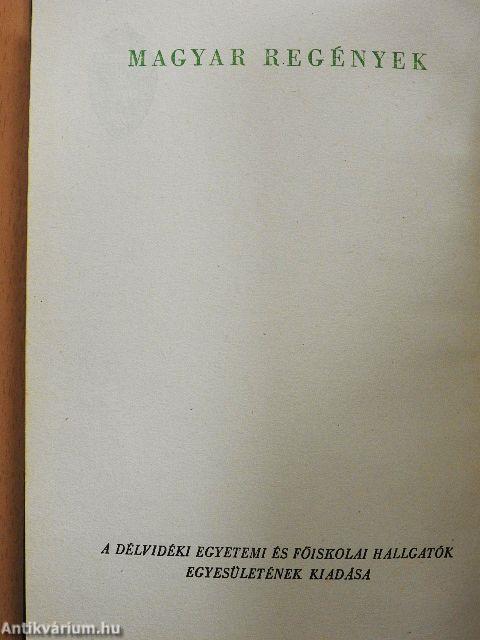 MAGYAR REGÉNYEK
A DÉLVIDÉKI EGYETEMI ÉS FŐISKOLAI HALLGATÓK
EGYESÜLETÉNEK KIADÁSA
Antikvárium.hu